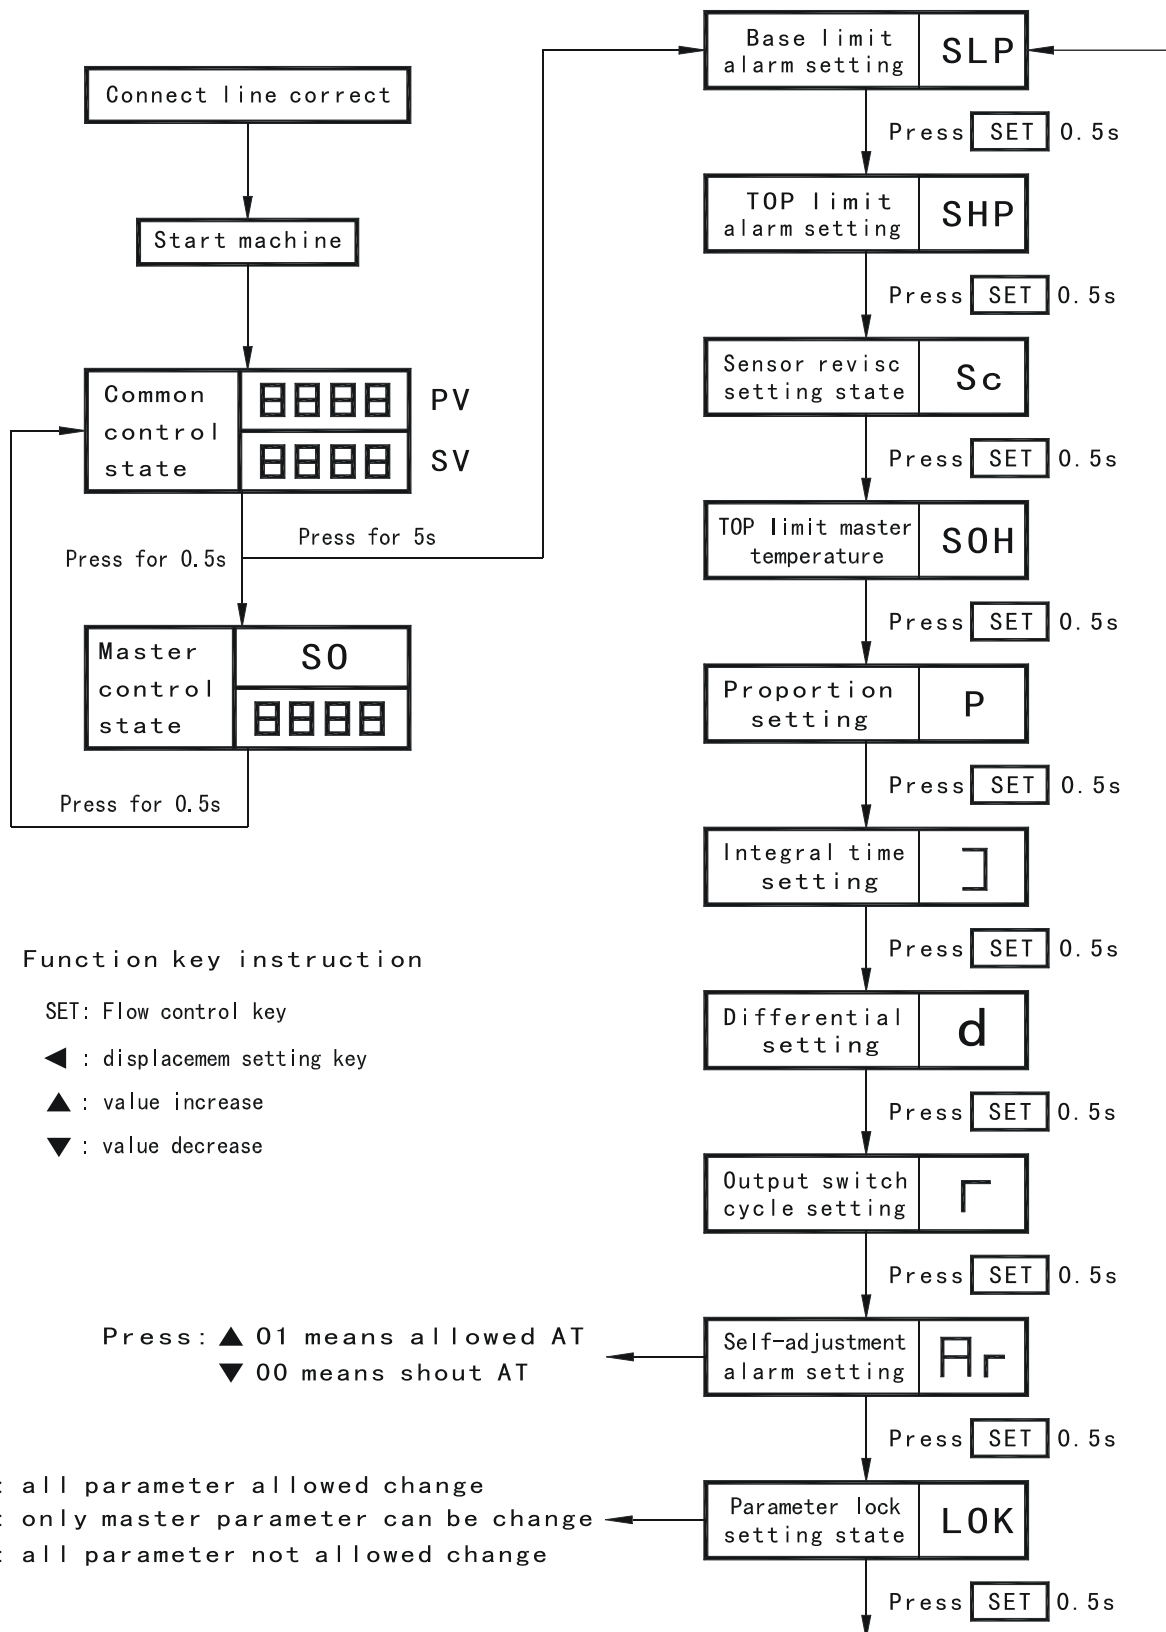 Connect line correct
Start machine
Common
control
state
PV
SV
Press for 0.5s
Press for 5s
Master
control
state
SO
Press for 0.5s
Function key instruction
SET: Flow control key
◀ : displacemem setting key
▲ : value increase
▼ : value decrease
Base limit
alarm setting
SLP
Press SET 0.5s
TOP limit
alarm setting
SHP
Press SET 0.5s
Sensor revisc
setting state
Sc
Press SET 0.5s
TOP limit master
temperature
SOH
Press SET 0.5s
Proportion
setting
P
Press SET 0.5s
Integral time
setting
Press SET 0.5s
Differential
setting
d
Press SET 0.5s
Output switch
cycle setting
Press SET 0.5s
Self-adjustment
alarm setting
Ar
Press: ▲ 01 means allowed AT
▼ 00 means shout AT
Press SET 0.5s
Parameter lock
setting state
LOK
: all parameter allowed change
: only master parameter can be change
: all parameter not allowed change
Press SET 0.5s